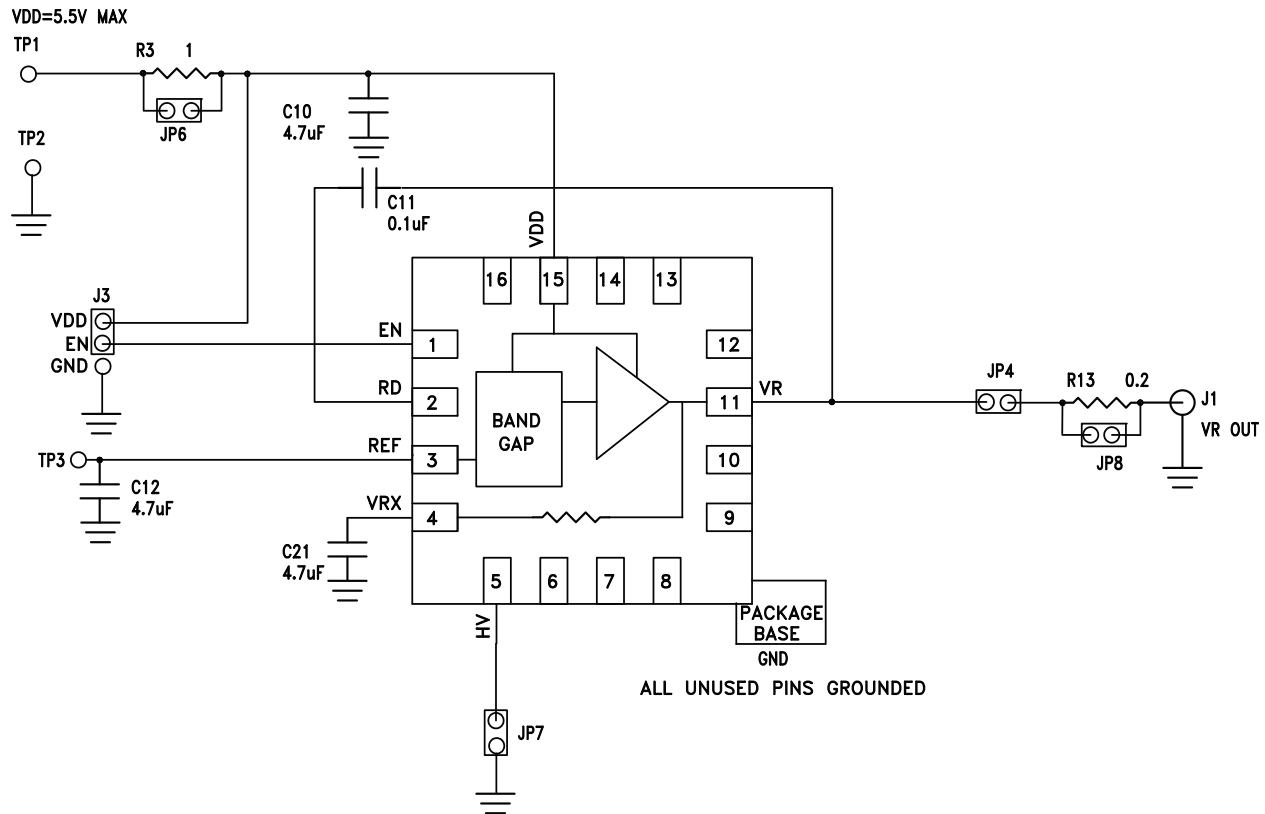 VDD=5.5V MAX
TP1
R3 1
JP6
C10
4.7uF
TP2
C11
0.1uF
VDD
16 15 14 13
J3
VDD
EN
GND
EN
1
12
RD
2
11
VR
JP4
R13 0.2
J1
VR OUT
JP8
BAND
GAP
TP3
REF
3
10
C12
4.7uF
VRX
4
9
C21
4.7uF
5 6 7 8
HV
PACKAGE
BASE
GND
ALL UNUSED PINS GROUNDED
JP7